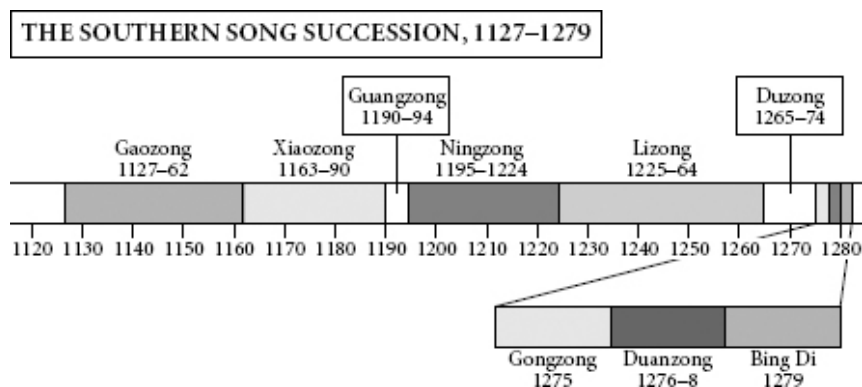 THE SOUTHERN SONG SUCCESSION, 1127–1279
Guangzong
1190–94
Duzong
1265–74
Gaozong
1127–62
Xiaozong
1163–90
Ningzong
1195–1224
Lizong
1225–64
1120 1130 1140 1150 1160 1170 1180 1190 1200 1210 1220 1230 1240 1250 1260 1270 1280
Gongzong
1275
Duanzong
1276–8
Bing Di
1279